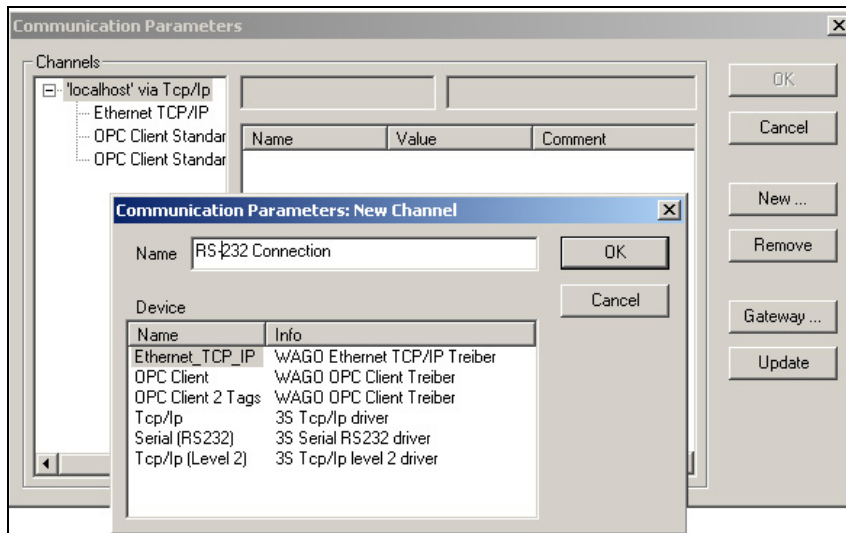 Communication Parameters
Channels
'localhost' via Tcp/Ip
Ethernet TCP/IP
OPC Client Standar
OPC Client Standar
Name Value Comment
OK
Cancel
New ...
Remove
Gateway ...
Update
Communication Parameters: New Channel
Name RS-232 Connection
OK
Cancel
Device
Name Info
Ethernet_TCP_IP WAGO Ethernet TCP/IP Treiber
OPC Client WAGO OPC Client Treiber
OPC Client 2 Tags WAGO OPC Client Treiber
Tcp/Ip 3S Tcp/Ip driver
Serial (RS232) 3S Serial RS232 driver
Tcp/Ip (Level 2) 3S Tcp/Ip level 2 driver